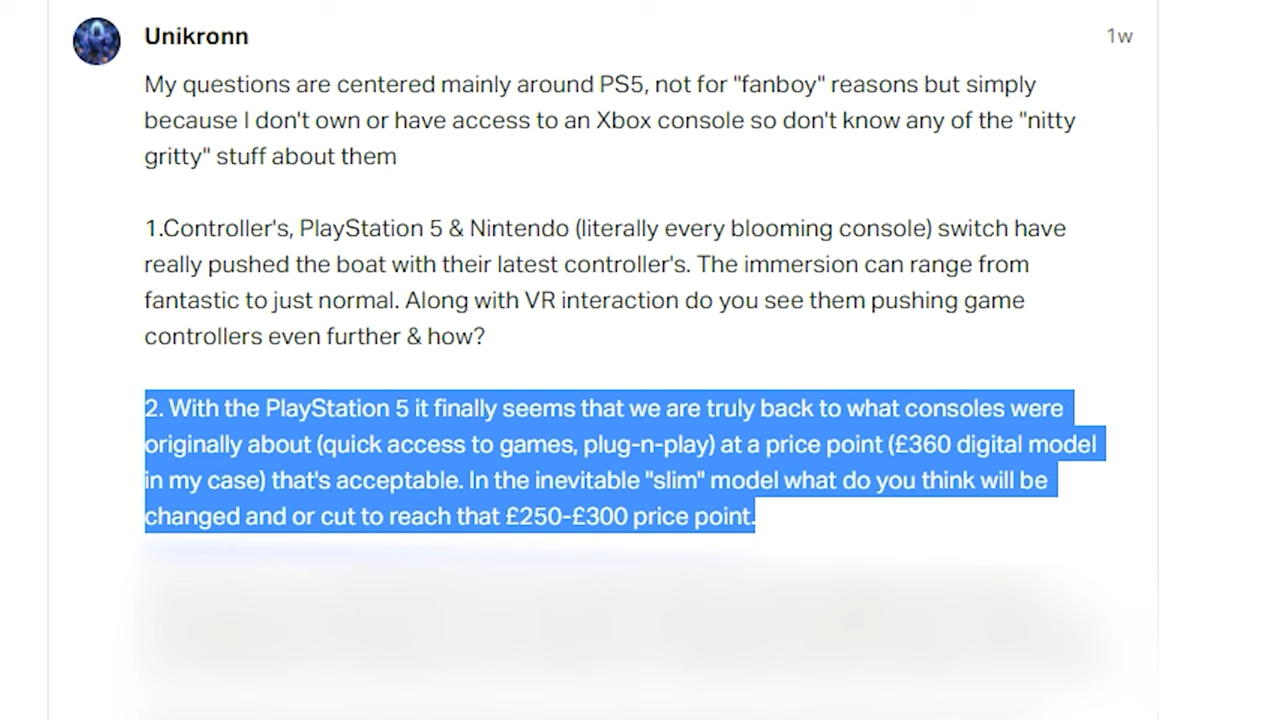 Unikronn
1w
My questions are centered mainly around PS5, not for "fanboy" reasons but simply
because I don't own or have access to an Xbox console so don't know any of the "nitty
gritty" stuff about them
1.Controller's, PlayStation 5 & Nintendo (literally every blooming console) switch have
really pushed the boat with their latest controller's. The immersion can range from
fantastic to just normal. Along with VR interaction do you see them pushing game
controllers even further & how?
2. With the PlayStation 5 it finally seems that we are truly back to what consoles were
originally about (quick access to games, plug-n-play) at a price point (£360 digital model
in my case) that's acceptable. In the inevitable "slim" model what do you think will be
changed and or cut to reach that £250-£300 price point.